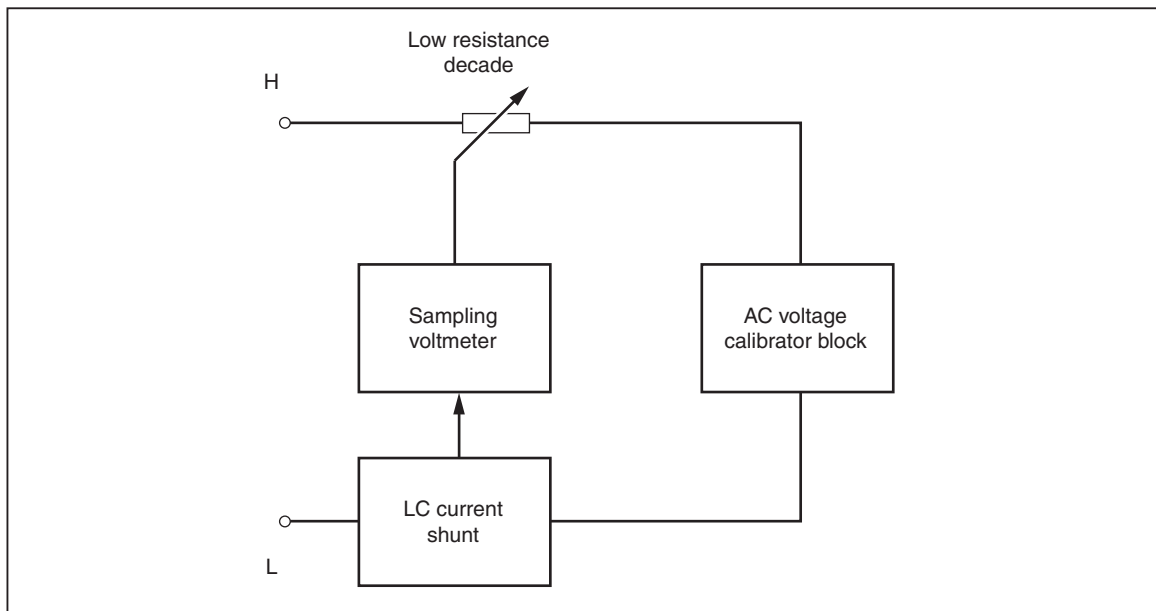 Low resistance
decade
H
Sampling
voltmeter
AC voltage
calibrator block
LC current
shunt
L